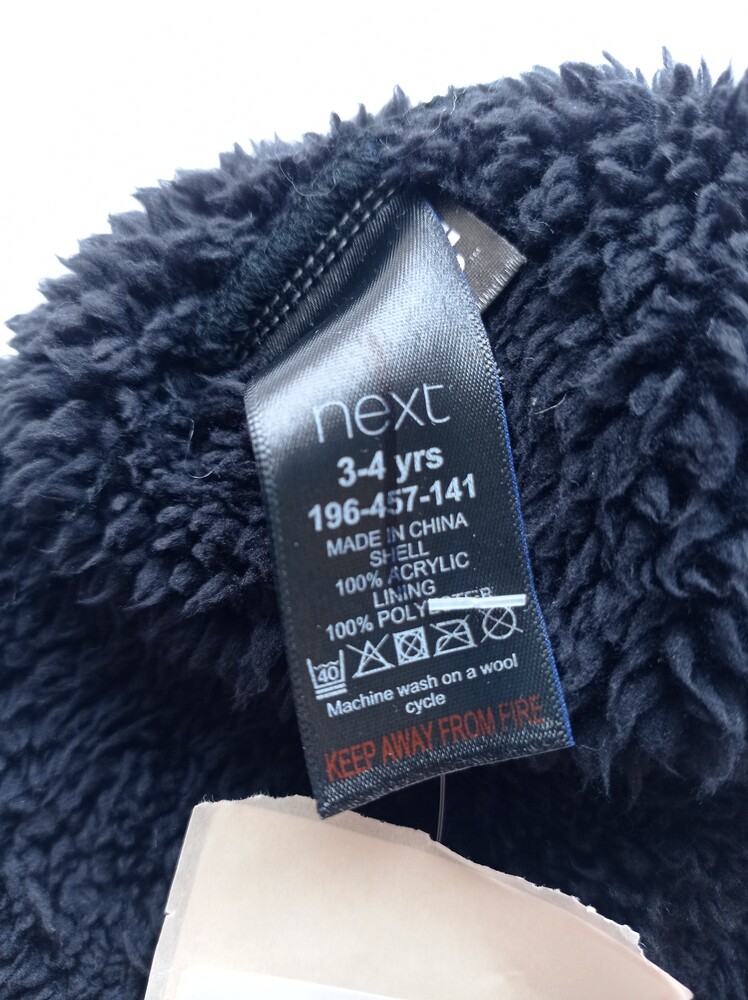 next
3-4 yrs
196-457-141
MADE IN CHINA
SHELL
100% ACRYLIC
LINING
100% POLYESTER
40
Machine wash on a wool
cycle
KEEP AWAY FROM FIRE